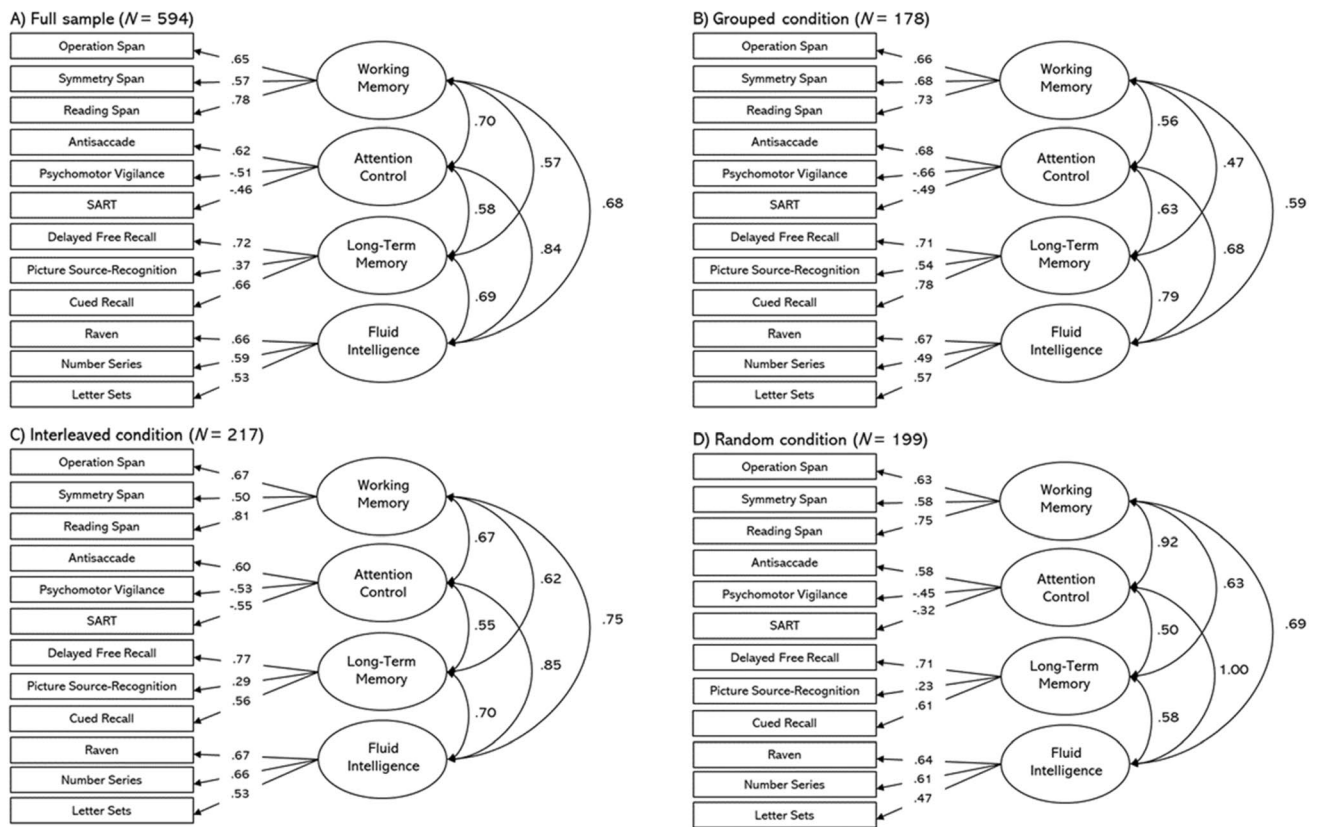 A) Full sample (N = 594)
Operation Span
Symmetry Span
Reading Span
Antisaccade
Psychomotor Vigilance
SART
Delayed Free Recall
Picture Source-Recognition
Cued Recall
Raven
Number Series
Letter Sets
.65
.57
.78
.62
-.51
-.46
.72
.37
.66
.66
.59
.53
Working
Memory
Attention
Control
Long-Term
Memory
Fluid
Intelligence
.70
.57
.58
.68
.84
.69
B) Grouped condition (N = 178)
Operation Span
Symmetry Span
Reading Span
Antisaccade
Psychomotor Vigilance
SART
Delayed Free Recall
Picture Source-Recognition
Cued Recall
Raven
Number Series
Letter Sets
.66
.68
.73
.68
-.66
-.49
.71
.54
.78
.67
.49
.57
Working
Memory
Attention
Control
Long-Term
Memory
Fluid
Intelligence
.56
.47
.63
.59
.68
.79
C) Interleaved condition (N = 217)
Operation Span
Symmetry Span
Reading Span
Antisaccade
Psychomotor Vigilance
SART
Delayed Free Recall
Picture Source-Recognition
Cued Recall
Raven
Number Series
Letter Sets
.67
.50
.81
.60
-.53
-.55
.77
.29
.56
.67
.66
.53
Working
Memory
Attention
Control
Long-Term
Memory
Fluid
Intelligence
.67
.62
.55
.75
.85
.70
D) Random condition (N = 199)
Operation Span
Symmetry Span
Reading Span
Antisaccade
Psychomotor Vigilance
SART
Delayed Free Recall
Picture Source-Recognition
Cued Recall
Raven
Number Series
Letter Sets
.63
.58
.75
.58
-.45
-.32
.71
.23
.61
.64
.61
.47
Working
Memory
Attention
Control
Long-Term
Memory
Fluid
Intelligence
.92
.63
.50
.69
1.00
.58